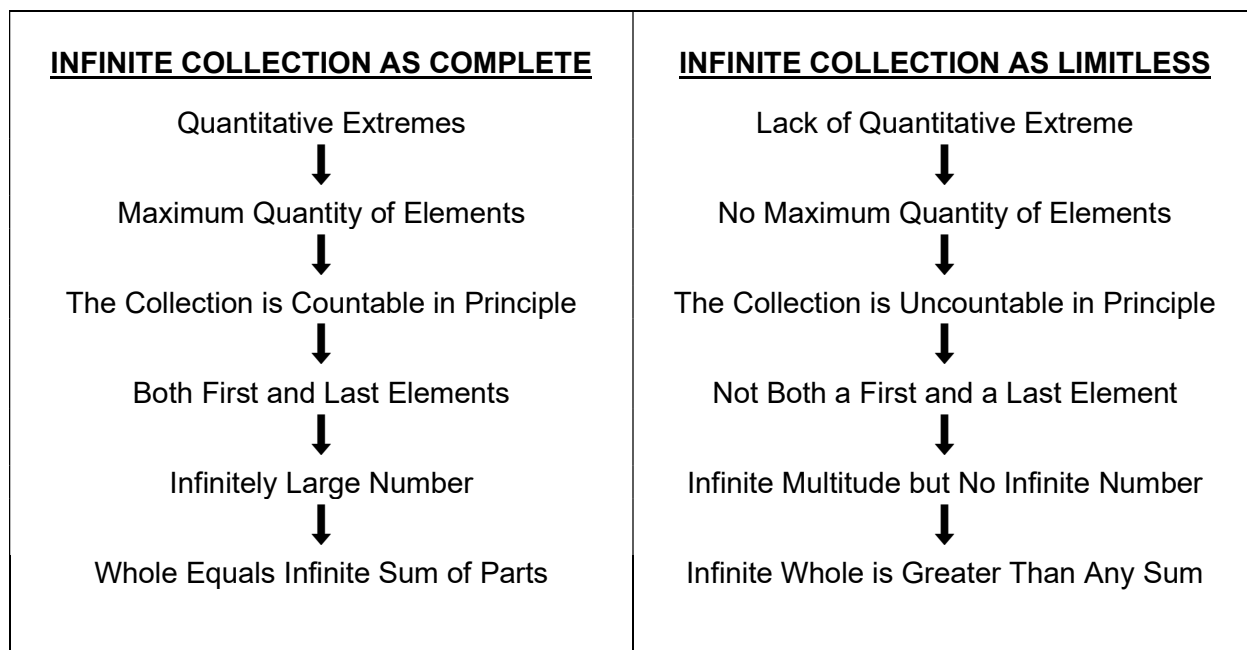 INFINITE COLLECTION AS COMPLETE
Quantitative Extremes
Maximum Quantity of Elements
The Collection is Countable in Principle
Both First and Last Elements
Infinitely Large Number
Whole Equals Infinite Sum of Parts
INFINITE COLLECTION AS LIMITLESS
Lack of Quantitative Extreme
No Maximum Quantity of Elements
The Collection is Uncountable in Principle
Not Both a First and a Last Element
Infinite Multitude but No Infinite Number
Infinite Whole is Greater Than Any Sum